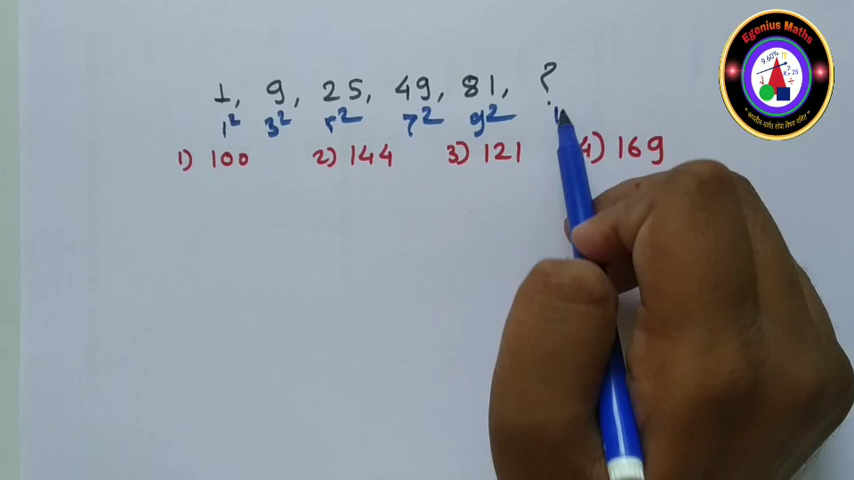 Egenius Maths
1, 9, 25, 49, 81, ?
1² 3² 5² 7² 9²
1) 100 2) 144 3) 121 4) 169